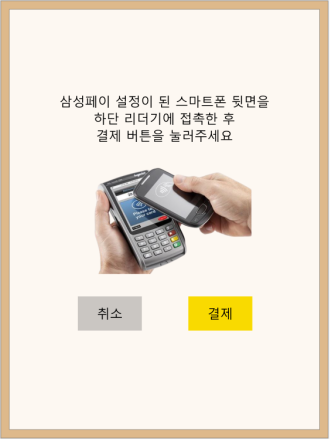 삼성페이 설정이 된 스마트폰 뒷면을
하단 리더기에 접촉한 후
결제 버튼을 눌러주세요
취소
결제